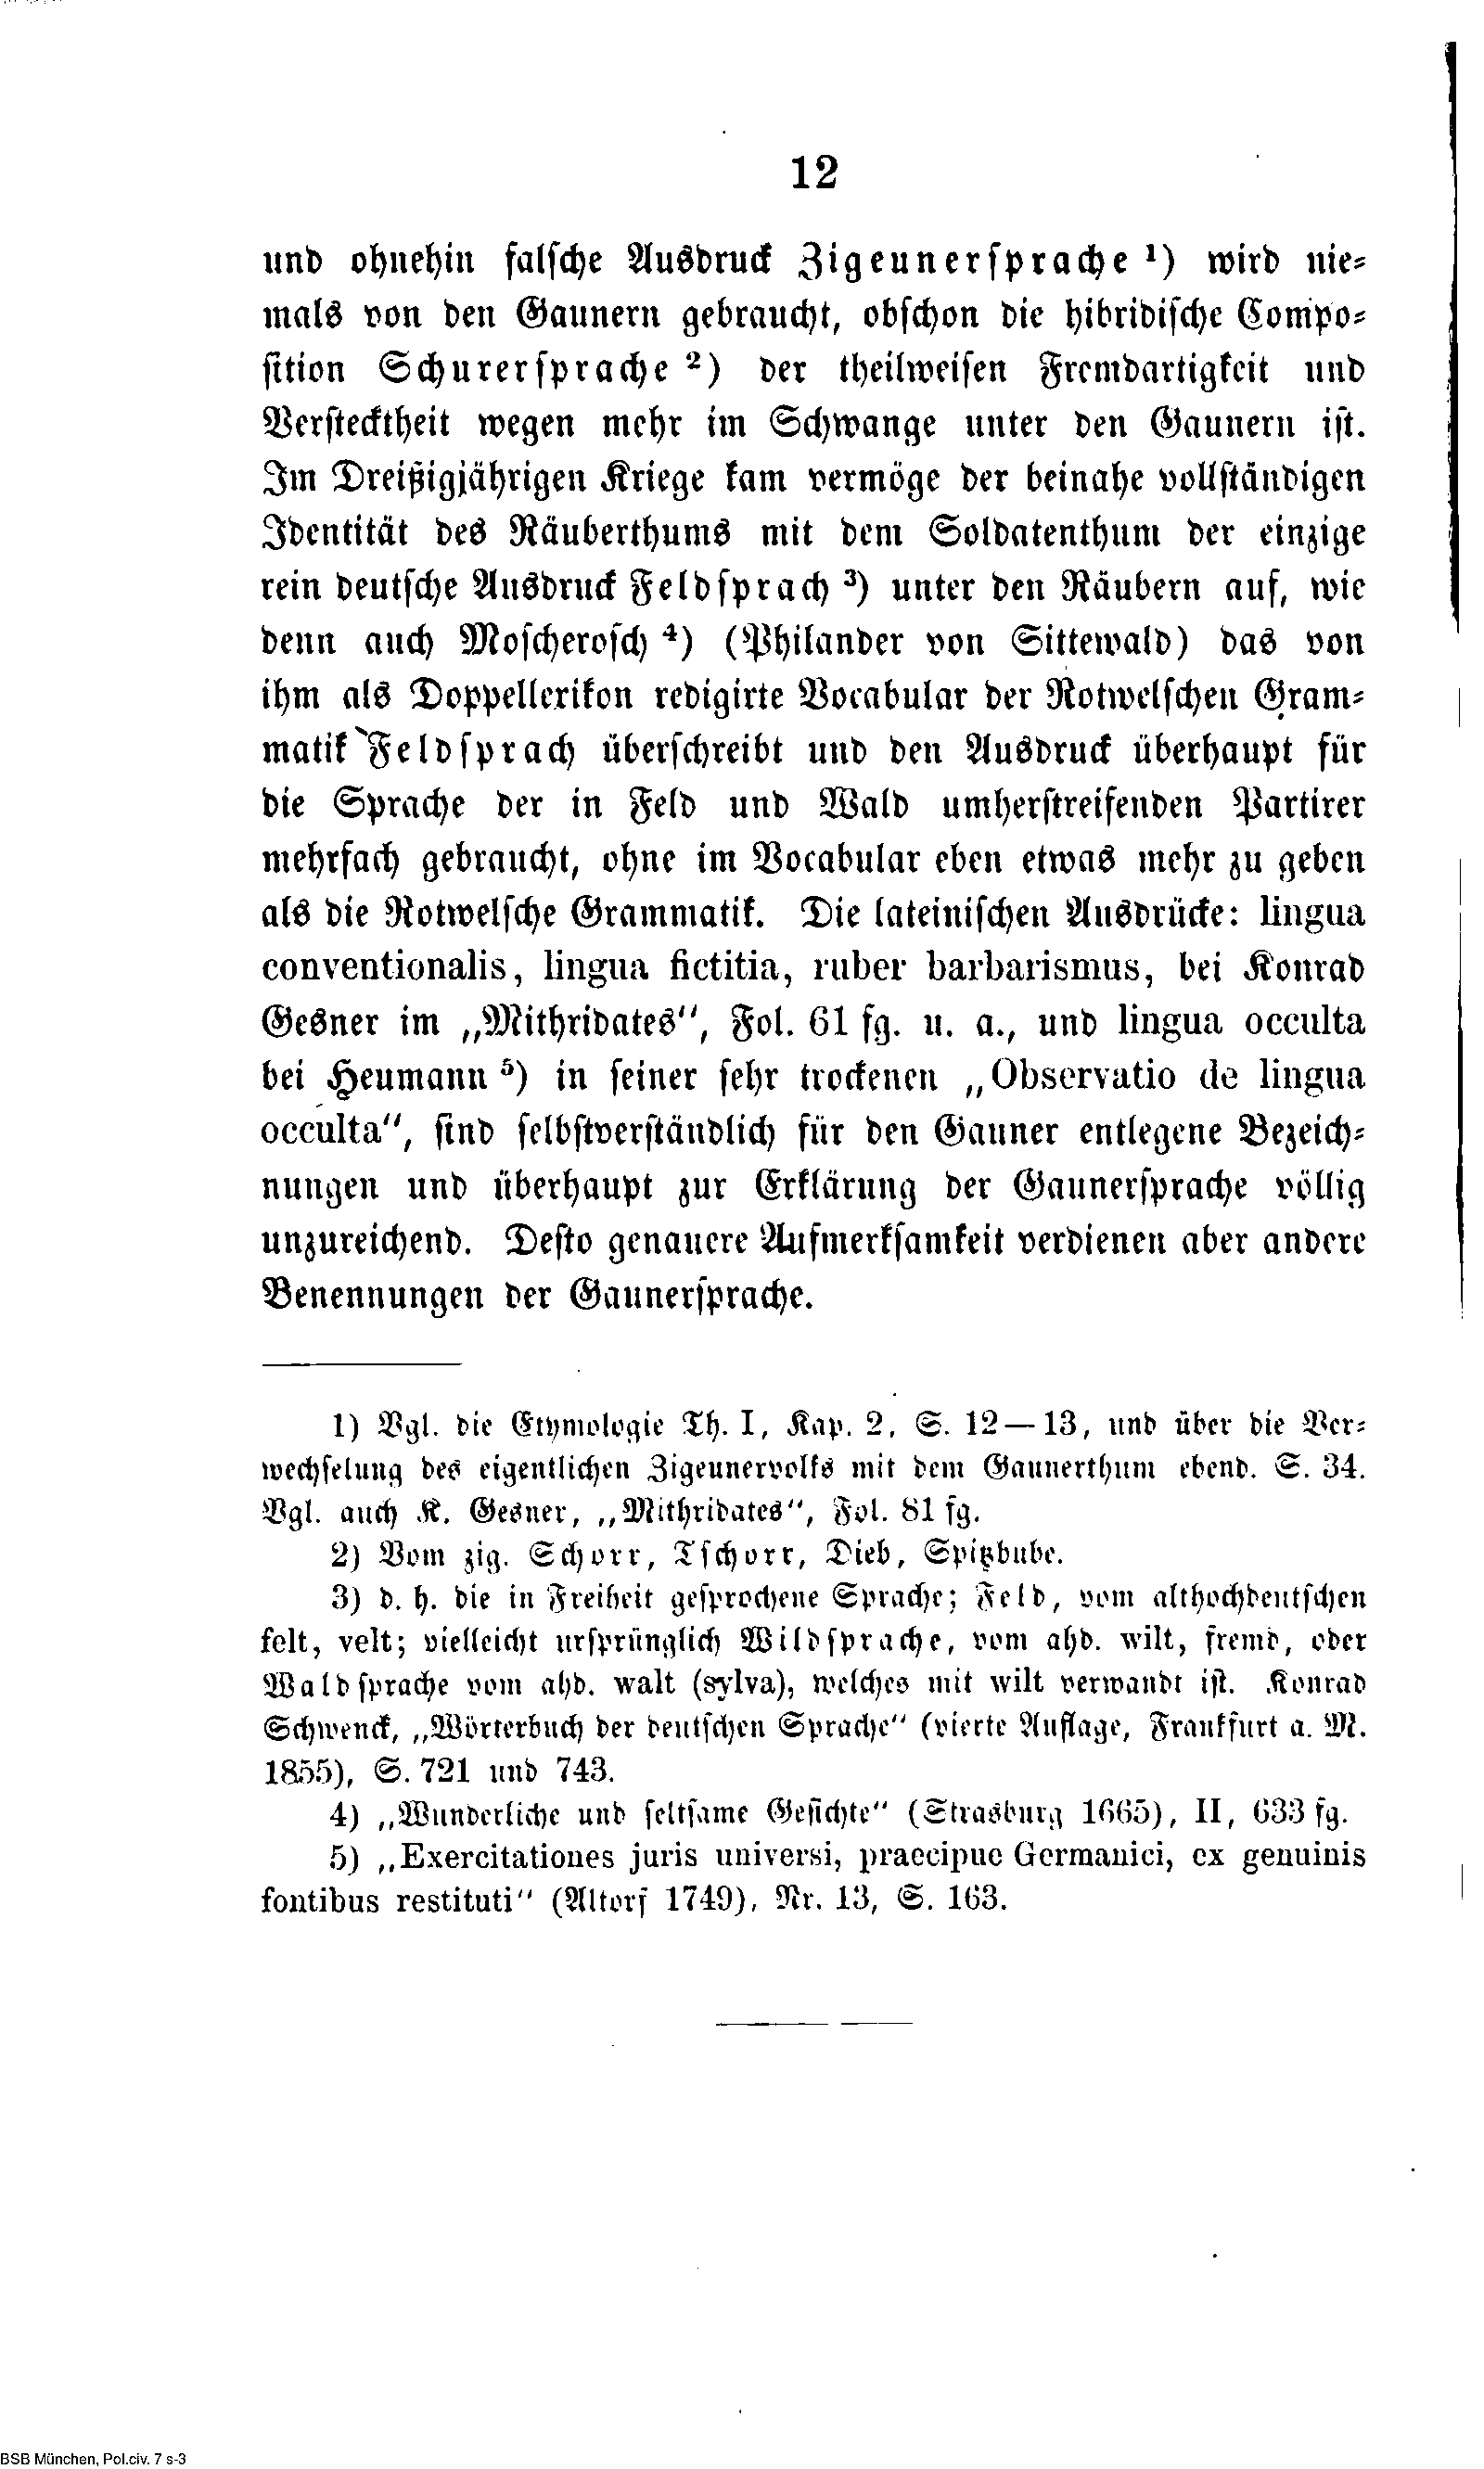 12
und ohnehin falsche Ausdruck Zigeunersprache ¹) wird nie-
mals von den Gaunern gebraucht, obschon die hibridische Compo-
sition Schurersprache ²) der theilweisen Fremdartigkeit und
Verstecktheit wegen mehr im Schwange unter den Gaunern ist.
Im Dreißigjährigen Kriege kam vermöge der beinahe vollständigen
Identität des Räuberthums mit dem Soldatenthum der einzige
rein deutsche Ausdruck Feldsprach ³) unter den Räubern auf, wie
denn auch Moscherosch ⁴) (Philander von Sittewald) das von
ihm als Doppellexikon redigirte Vocabular der Rotwelschen Gram-
matik Feldsprach überschreibt und den Ausdruck überhaupt für
die Sprache der in Feld und Wald umherstreifenden Partirer
mehrfach gebraucht, ohne im Vocabular eben etwas mehr zu geben
als die Rotwelsche Grammatik. Die lateinischen Ausdrücke: lingua
conventionalis, lingua fictitia, ruber barbarismus, bei Konrad
Gesner im „Mithridates“, Fol. 61 fg. u. a., und lingua occulta
bei Heumann ⁵) in seiner sehr trockenen „Observatio de lingua
occulta“, sind selbstverständlich für den Gauner entlegene Bezeich-
nungen und überhaupt zur Erklärung der Gaunersprache völlig
unzureichend. Desto genauere Aufmerksamkeit verdienen aber andere
Benennungen der Gaunersprache.
1) Vgl. die Etymologie Th. I, Kap. 2, S. 12—13, und über die Ver-
wechselung des eigentlichen Zigeunervolks mit dem Gaunerthum ebend. S. 34.
Vgl. auch K. Gesner, „Mithridates“, Fol. 81 fg.
2) Vom zig. Schorr, Tschorr, Dieb, Spitzbube.
3) d. h. die in Freiheit gesprochene Sprache; Feld, vom althochdeutschen
felt, velt; vielleicht ursprünglich Wildsprache, vom ahd. wilt, fremd, oder
Waldsprache vom ahd. walt (sylva), welches mit wilt verwandt ist. Konrad
Schwenck, „Wörterbuch der deutschen Sprache“ (vierte Auflage, Frankfurt a. M.
1855), S. 721 und 743.
4) „Wunderliche und seltsame Gesichte“ (Strasburg 1665), II, 633 fg.
5) „Exercitationes juris universi, praecipue Germanici, ex genuinis
fontibus restituti“ (Altorf 1749), Nr. 13, S. 163.
BSB München, Pol.civ. 7 s-3